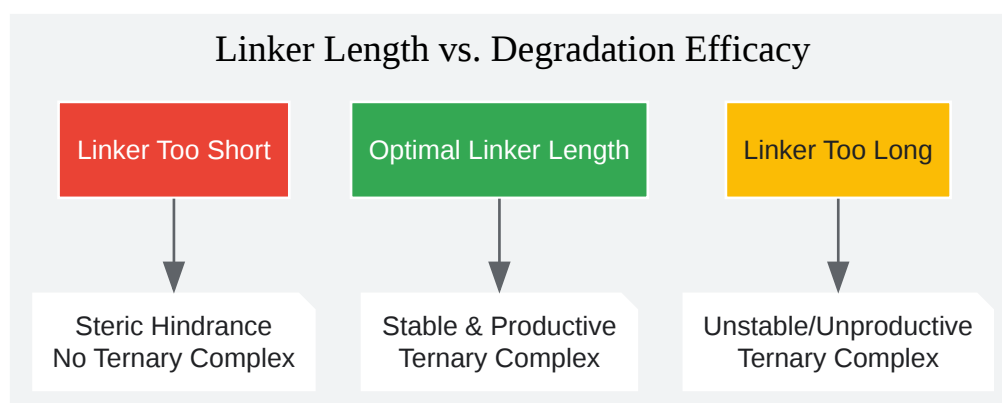 Linker Length vs. Degradation Efficacy
Linker Too Short
Optimal Linker Length
Linker Too Long
Steric Hindrance
No Ternary Complex
Stable & Productive
Ternary Complex
Unstable/Unproductive
Ternary Complex